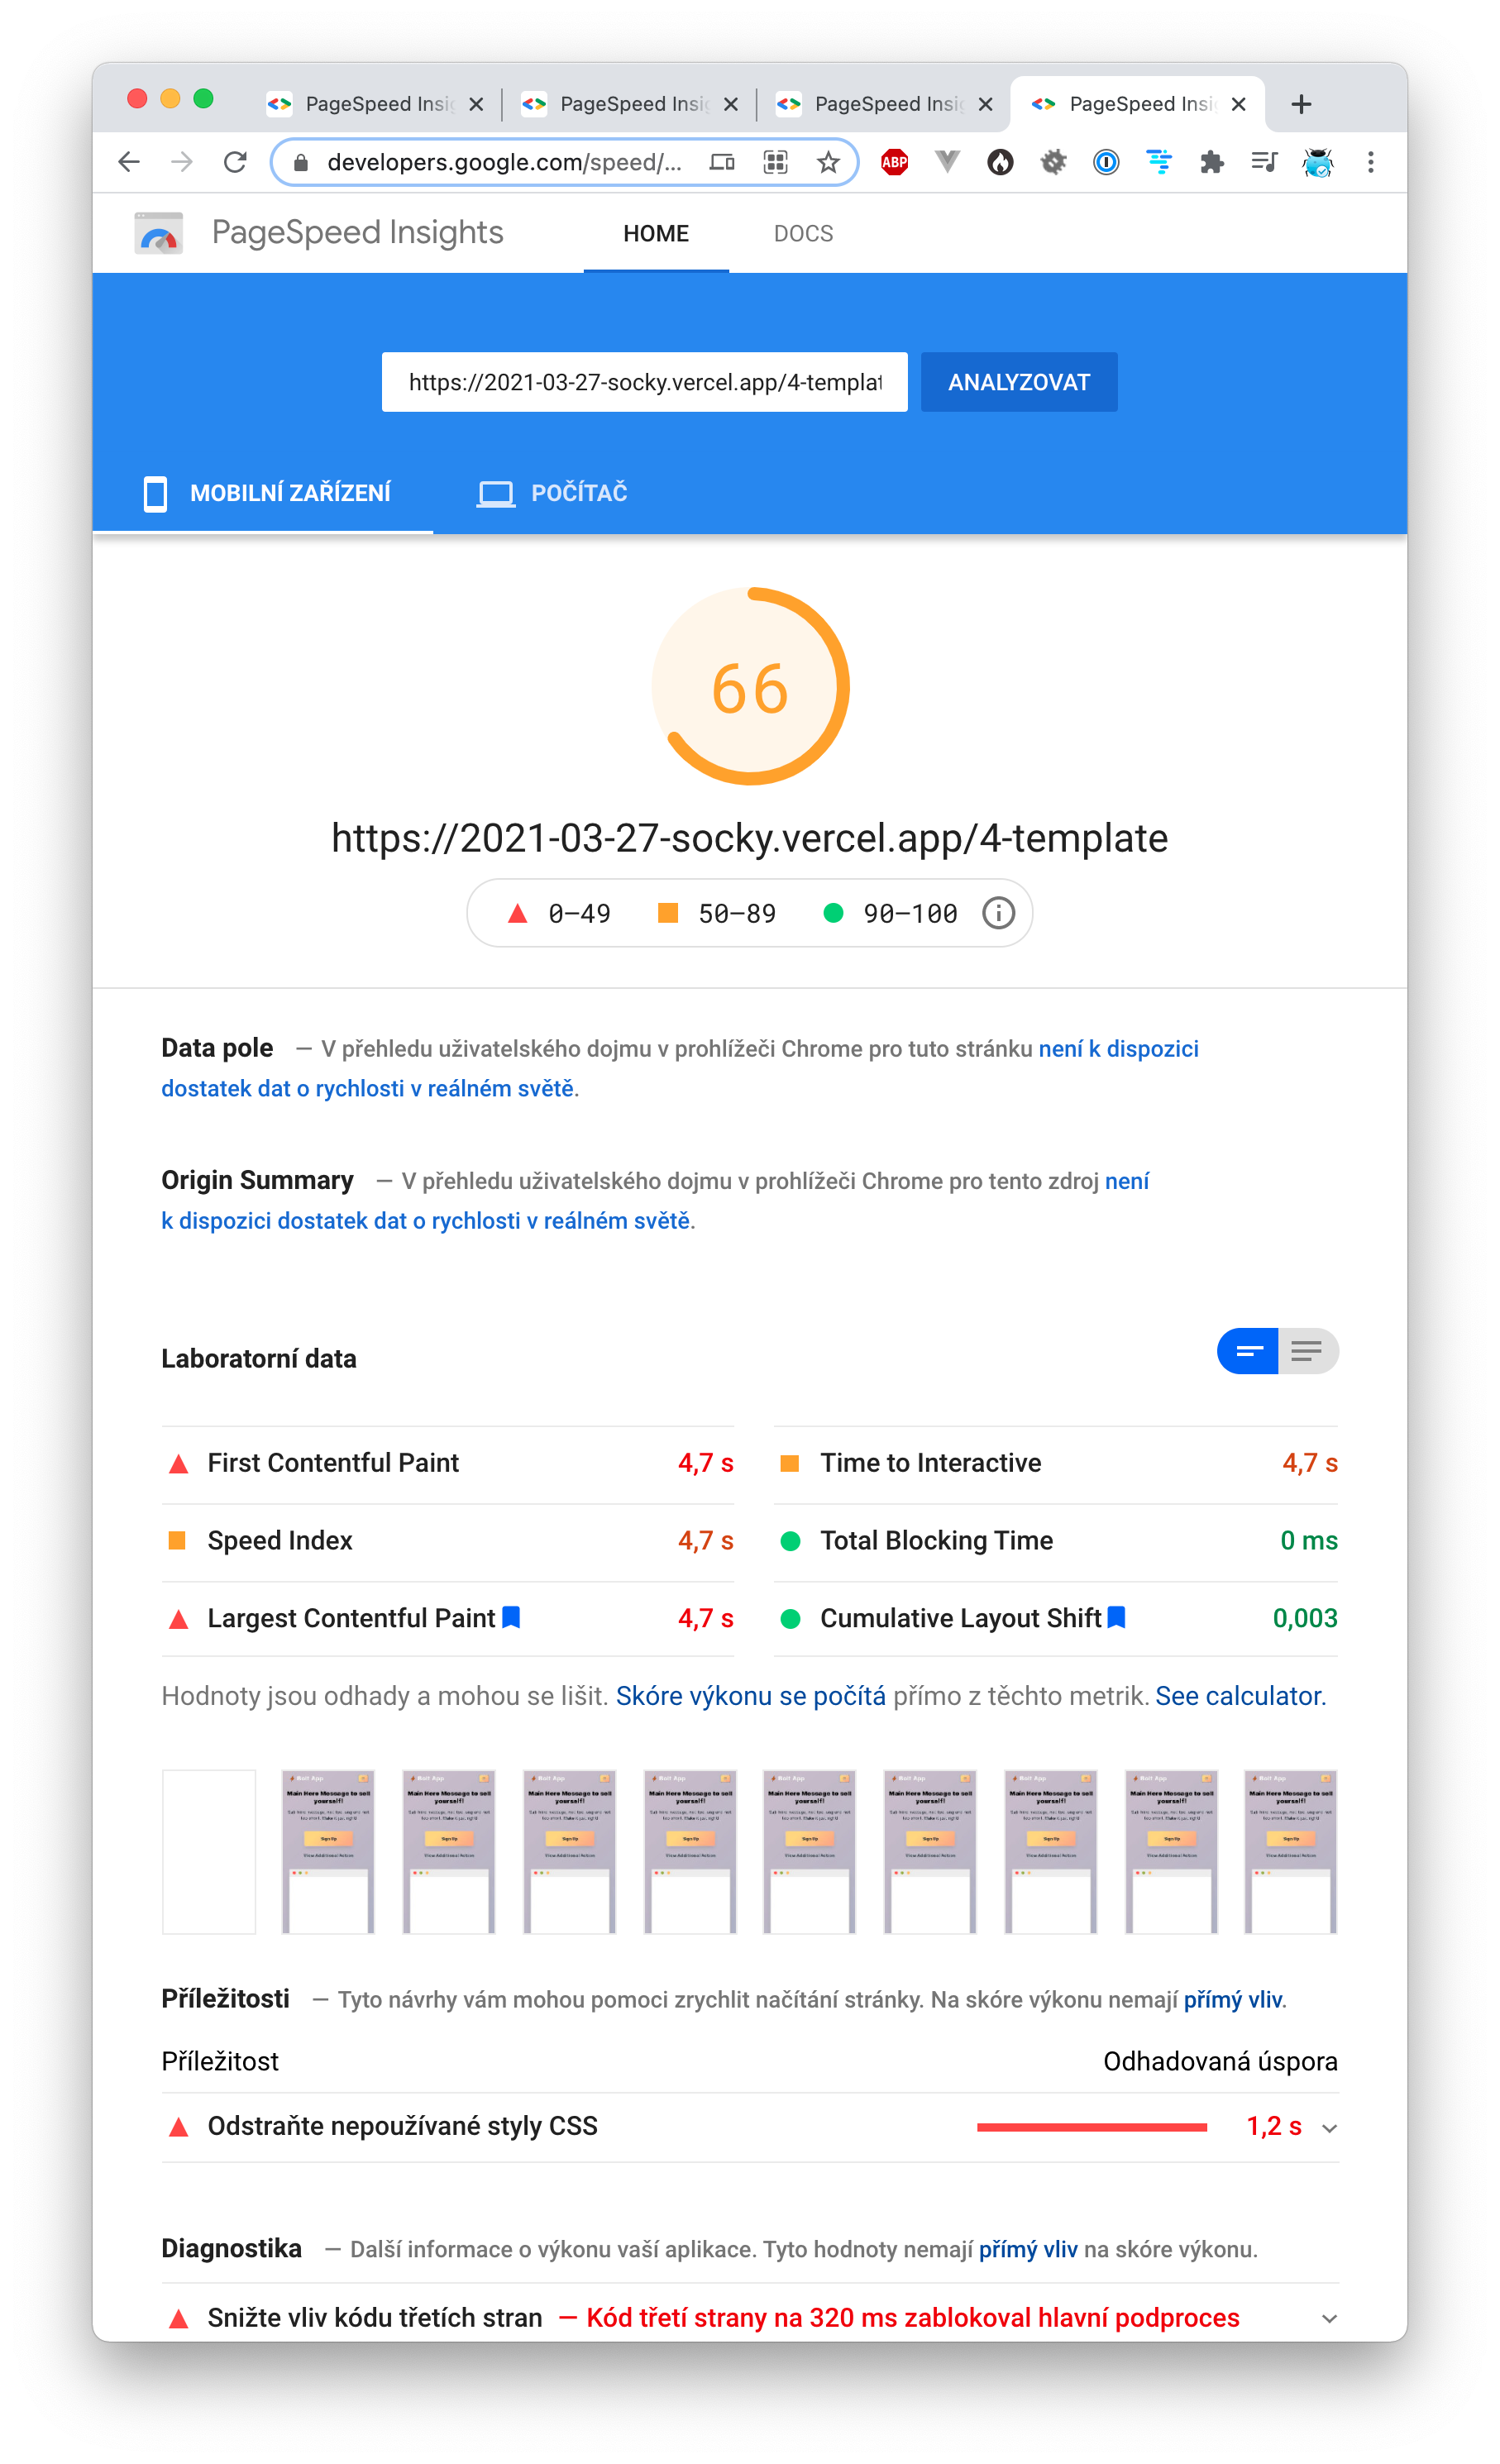 PageSpeed Insi
PageSpeed Insi
PageSpeed Insi
PageSpeed Insi
developers.google.com/speed/...
ABP
PageSpeed Insights
HOME
DOCS
https://2021-03-27-socky.vercel.app/4-templat
ANALYZOVAT
MOBILNÍ ZAŘÍZENÍ
POČÍTAČ
66
https://2021-03-27-socky.vercel.app/4-template
0–49
50–89
90–100
Data pole — V přehledu uživatelského dojmu v prohlížeči Chrome pro tuto stránku není k dispozici
dostatek dat o rychlosti v reálném světě.
Origin Summary — V přehledu uživatelského dojmu v prohlížeči Chrome pro tento zdroj není
k dispozici dostatek dat o rychlosti v reálném světě.
Laboratorní data
First Contentful Paint 4,7 s
Time to Interactive 4,7 s
Speed Index 4,7 s
Total Blocking Time 0 ms
Largest Contentful Paint 4,7 s
Cumulative Layout Shift 0,003
Hodnoty jsou odhady a mohou se lišit. Skóre výkonu se počítá přímo z těchto metrik. See calculator.
Příležitosti — Tyto návrhy vám mohou pomoci zrychlit načítání stránky. Na skóre výkonu nemají přímý vliv.
Příležitost
Odhadovaná úspora
Odstraňte nepoužívané styly CSS 1,2 s
Diagnostika — Další informace o výkonu vaší aplikace. Tyto hodnoty nemají přímý vliv na skóre výkonu.
Snižte vliv kódu třetích stran — Kód třetí strany na 320 ms zablokoval hlavní podproces